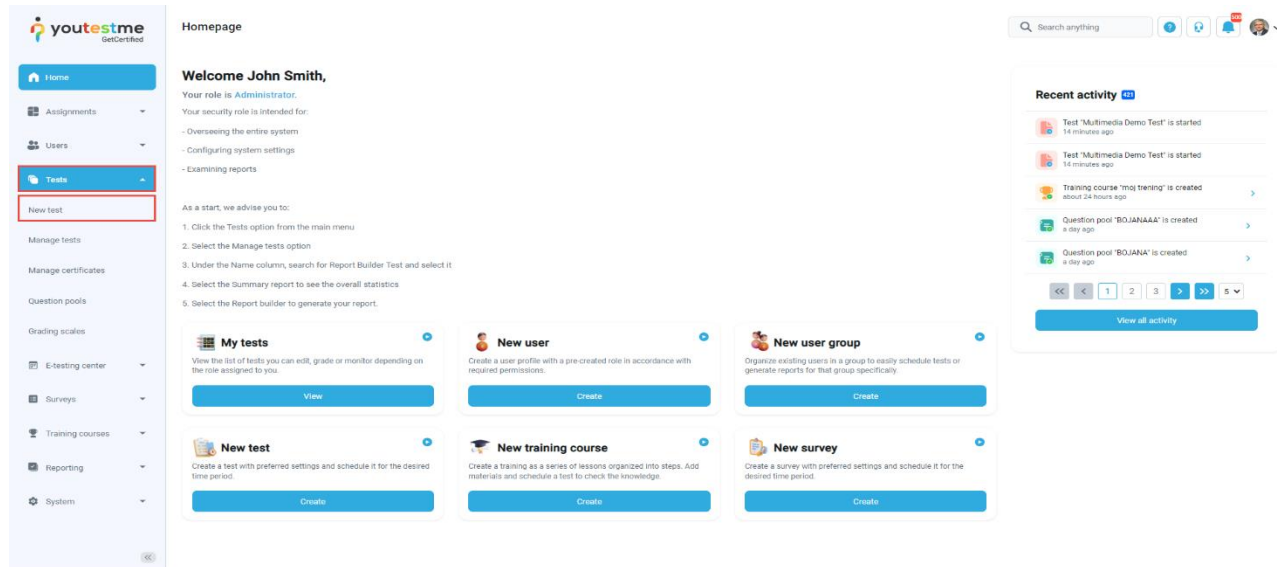 youtestme
GetCertified
Homepage
Search anything
500
Home
Assignments
Users
Tests
New test
Manage tests
Manage certificates
Question pools
Grading scales
E-testing center
Surveys
Training courses
Reporting
System
Welcome John Smith,
Your role is Administrator.
Your security role is intended for:
- Overseeing the entire system
- Configuring system settings
- Examining reports
As a start, we advise you to:
1. Click the Tests option from the main menu
2. Select the Manage tests option
3. Under the Name column, search for Report Builder Test and select it
4. Select the Summary report to see the overall statistics
5. Select the Report builder to generate your report.
My tests
View the list of tests you can edit, grade or monitor depending on
the role assigned to you.
View
New user
Create a user profile with a pre-created role in accordance with
required permissions.
Create
New user group
Organize existing users in a group to easily schedule tests or
generate reports for that group specifically.
Create
New test
Create a test with preferred settings and schedule it for the desired
time period.
Create
New training course
Create a training as a series of lessons organized into steps. Add
materials and schedule a test to check the knowledge.
Create
New survey
Create a survey with preferred settings and schedule it for the
desired time period.
Create
Recent activity 421
Test "Multimedia Demo Test" is started
14 minutes ago
Test "Multimedia Demo Test" is started
14 minutes ago
Training course "moj trening" is created
about 24 hours ago
Question pool "BOJANAAA" is created
a day ago
Question pool "BOJANA" is created
a day ago
<< < 1 2 3 > >> 5
View all activity